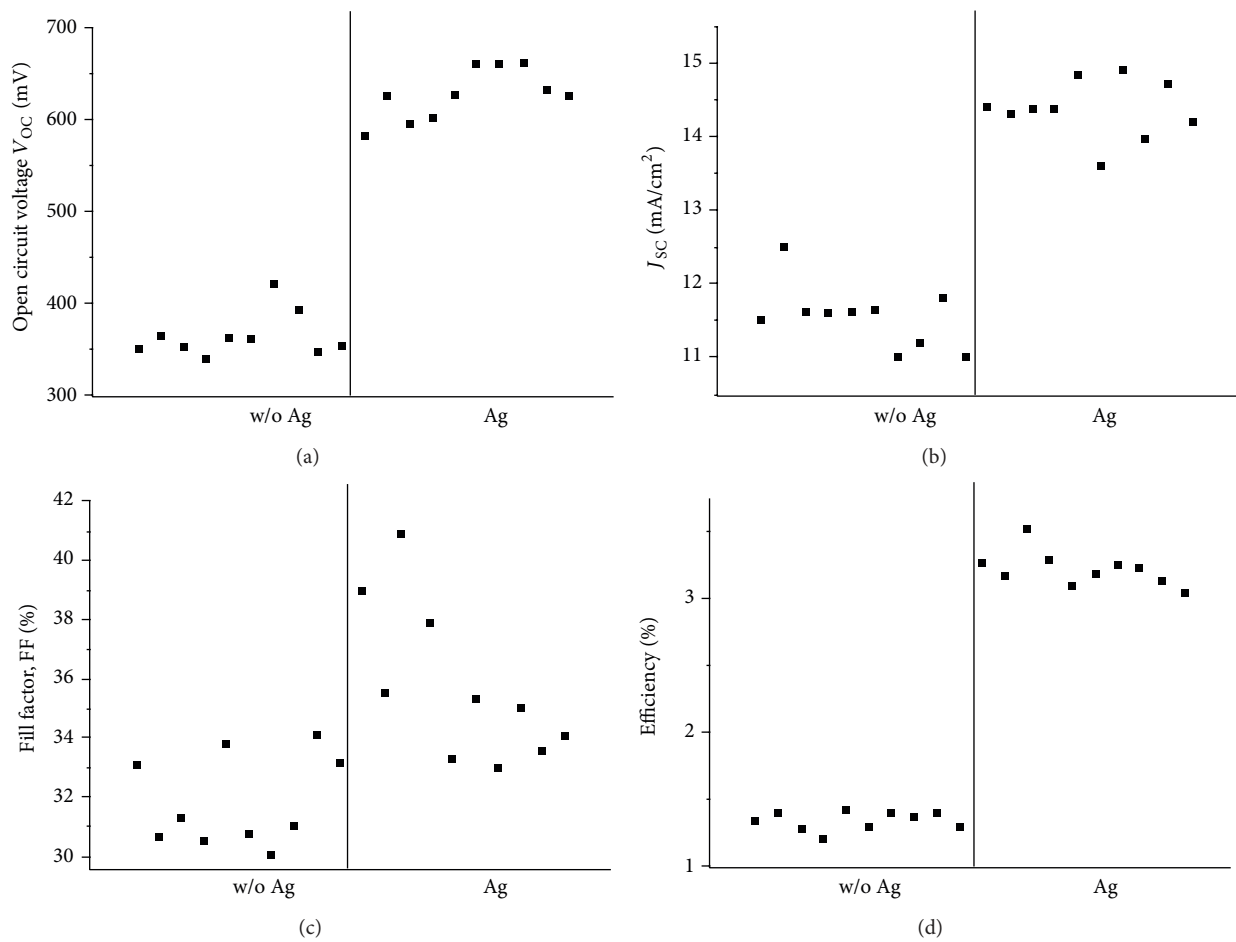 700
600
500
400
300
Open circuit voltage V_OC (mV)
w/o Ag
Ag
(a)
15
14
13
12
11
J_SC (mA/cm²)
w/o Ag
Ag
(b)
42
40
38
36
34
32
30
Fill factor, FF (%)
w/o Ag
Ag
(c)
3
2
1
Efficiency (%)
w/o Ag
Ag
(d)